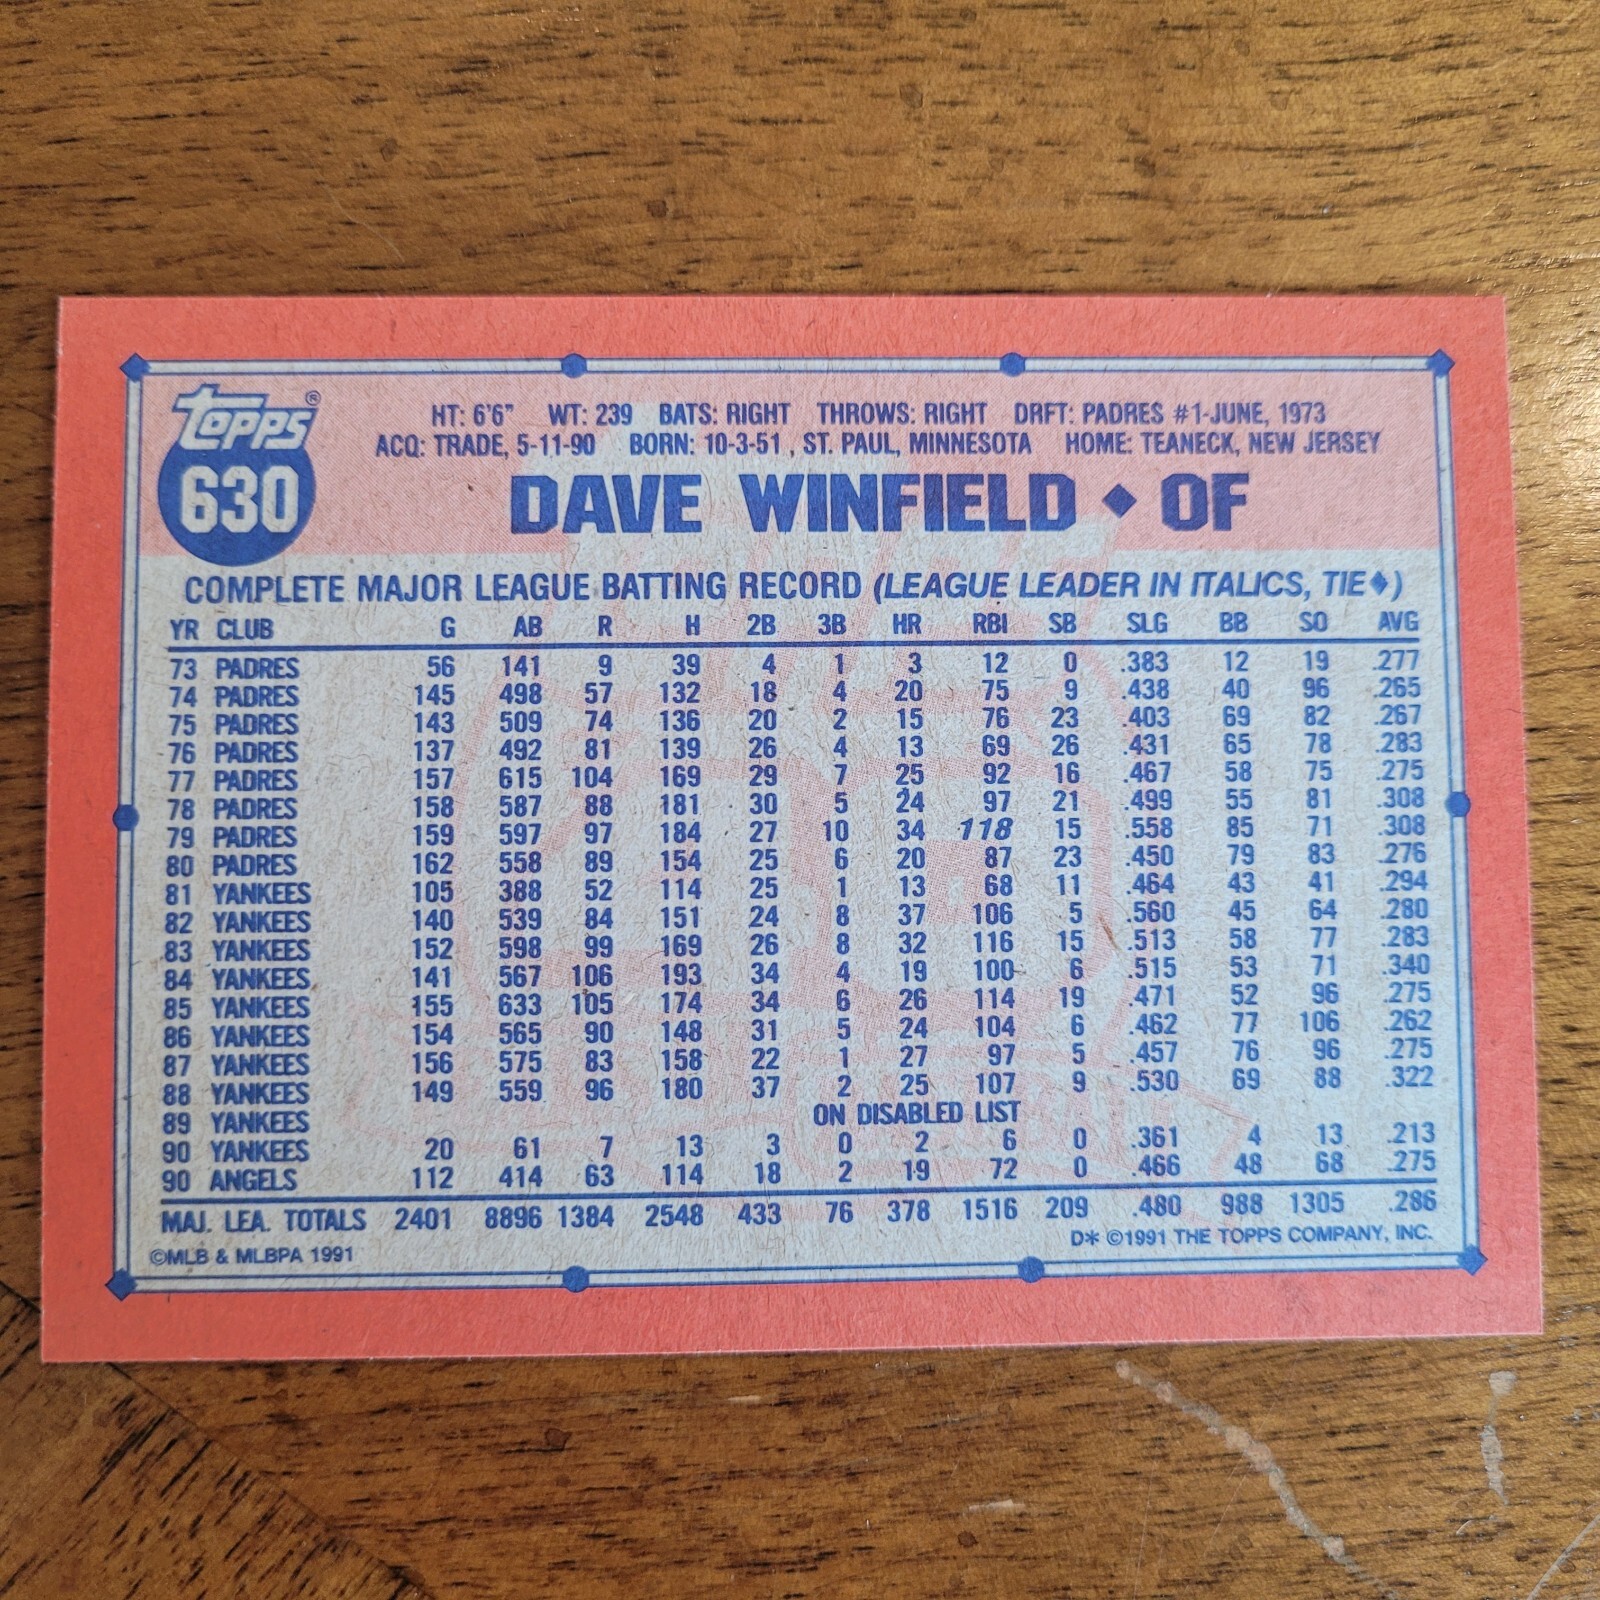 topps®
630
HT: 6'6" WT: 239 BATS: RIGHT THROWS: RIGHT DRFT: PADRES #1-JUNE, 1973
ACQ: TRADE, 5-11-90 BORN: 10-3-51 , ST. PAUL, MINNESOTA HOME: TEANECK, NEW JERSEY
DAVE WINFIELD ◆ OF
COMPLETE MAJOR LEAGUE BATTING RECORD (LEAGUE LEADER IN ITALICS, TIE◆)
YR CLUB G AB R H 2B 3B HR RBI SB SLG BB SO AVG
73 PADRES 56 141 9 39 4 1 3 12 0 .383 12 19 .277
74 PADRES 145 498 57 132 18 4 20 75 9 .438 40 96 .265
75 PADRES 143 509 74 136 20 2 15 76 23 .403 69 82 .267
76 PADRES 137 492 81 139 26 4 13 69 26 .431 65 78 .283
77 PADRES 157 615 104 169 29 7 25 92 16 .467 58 75 .275
78 PADRES 158 587 88 181 30 5 24 97 21 .499 55 81 .308
79 PADRES 159 597 97 184 27 10 34 118 15 .558 85 71 .308
80 PADRES 162 558 89 154 25 6 20 87 23 .450 79 83 .276
81 YANKEES 105 388 52 114 25 1 13 68 11 .464 43 41 .294
82 YANKEES 140 539 84 151 24 8 37 106 5 .560 45 64 .280
83 YANKEES 152 598 99 169 26 8 32 116 15 .513 58 77 .283
84 YANKEES 141 567 106 193 34 4 19 100 6 .515 53 71 .340
85 YANKEES 155 633 105 174 34 6 26 114 19 .471 52 96 .275
86 YANKEES 154 565 90 148 31 5 24 104 6 .462 77 106 .262
87 YANKEES 156 575 83 158 22 1 27 97 5 .457 76 96 .275
88 YANKEES 149 559 96 180 37 2 25 107 9 .530 69 88 .322
89 YANKEES ON DISABLED LIST
90 YANKEES 20 61 7 13 3 0 2 6 0 .361 4 13 .213
90 ANGELS 112 414 63 114 18 2 19 72 0 .466 48 68 .275
MAJ. LEA. TOTALS 2401 8896 1384 2548 433 76 378 1516 209 .480 988 1305 .286
©MLB & MLBPA 1991 D* ©1991 THE TOPPS COMPANY, INC.